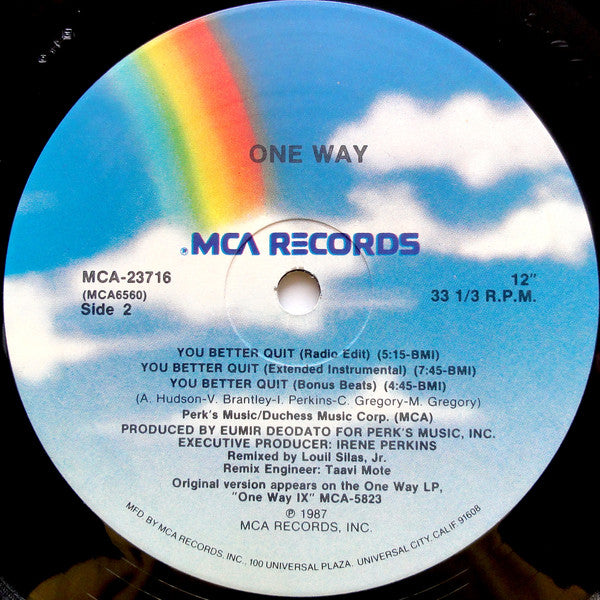 ONE WAY
℗ MCA RECORDS
MCA-23716
(MCA6560)
Side 2
12"
33 1/3 R.P.M.
YOU BETTER QUIT (Radio Edit) (5:15-BMI)
YOU BETTER QUIT (Extended Instrumental) (7:45-BMI)
YOU BETTER QUIT (Bonus Beats) (4:45-BMI)
(A. Hudson-V. Brantley-I. Perkins-C. Gregory-M. Gregory)
Perk's Music/Duchess Music Corp. (MCA)
PRODUCED BY EUMIR DEODATO FOR PERK'S MUSIC, INC.
EXECUTIVE PRODUCER: IRENE PERKINS
Remixed by Louil Silas, Jr.
Remix Engineer: Taavi Mote
Original version appears on the One Way LP,
"One Way IX" MCA-5823
℗ 1987
MCA RECORDS, INC.
MFD. BY MCA RECORDS, INC., 100 UNIVERSAL PLAZA, UNIVERSAL CITY, CALIF. 91608